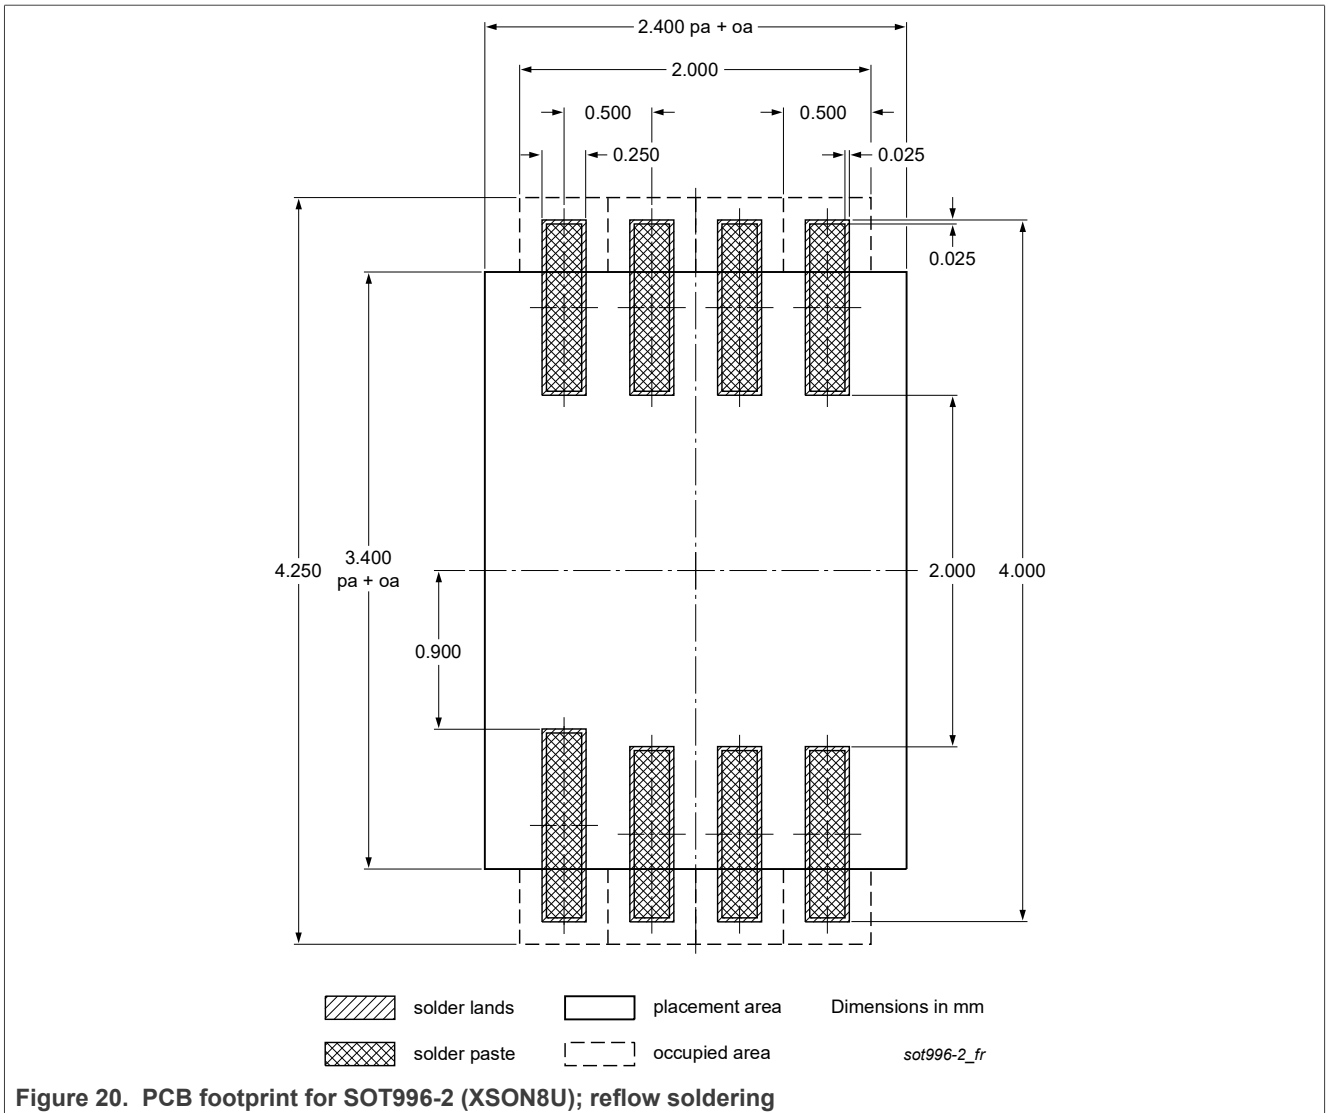 2.400 pa + oa
2.000
0.500
0.500
0.250
0.025
0.025
4.250
3.400
pa + oa
2.000
4.000
0.900
solder lands
placement area
Dimensions in mm
solder paste
occupied area
sot996-2_fr
Figure 20. PCB footprint for SOT996-2 (XSON8U); reflow soldering